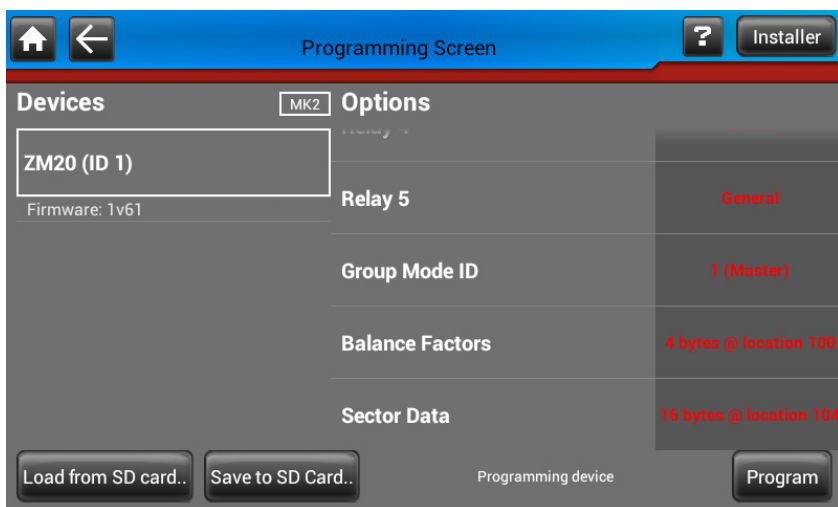 Programming Screen
?
Installer
Devices
MK2
Options
ZM20 (ID 1)
Firmware: 1v61
Relay 4
Relay 5
General
Group Mode ID
1 (Master)
Balance Factors
4 bytes @ location 100
Sector Data
16 bytes @ location 104
Load from SD card..
Save to SD Card..
Programming device
Program